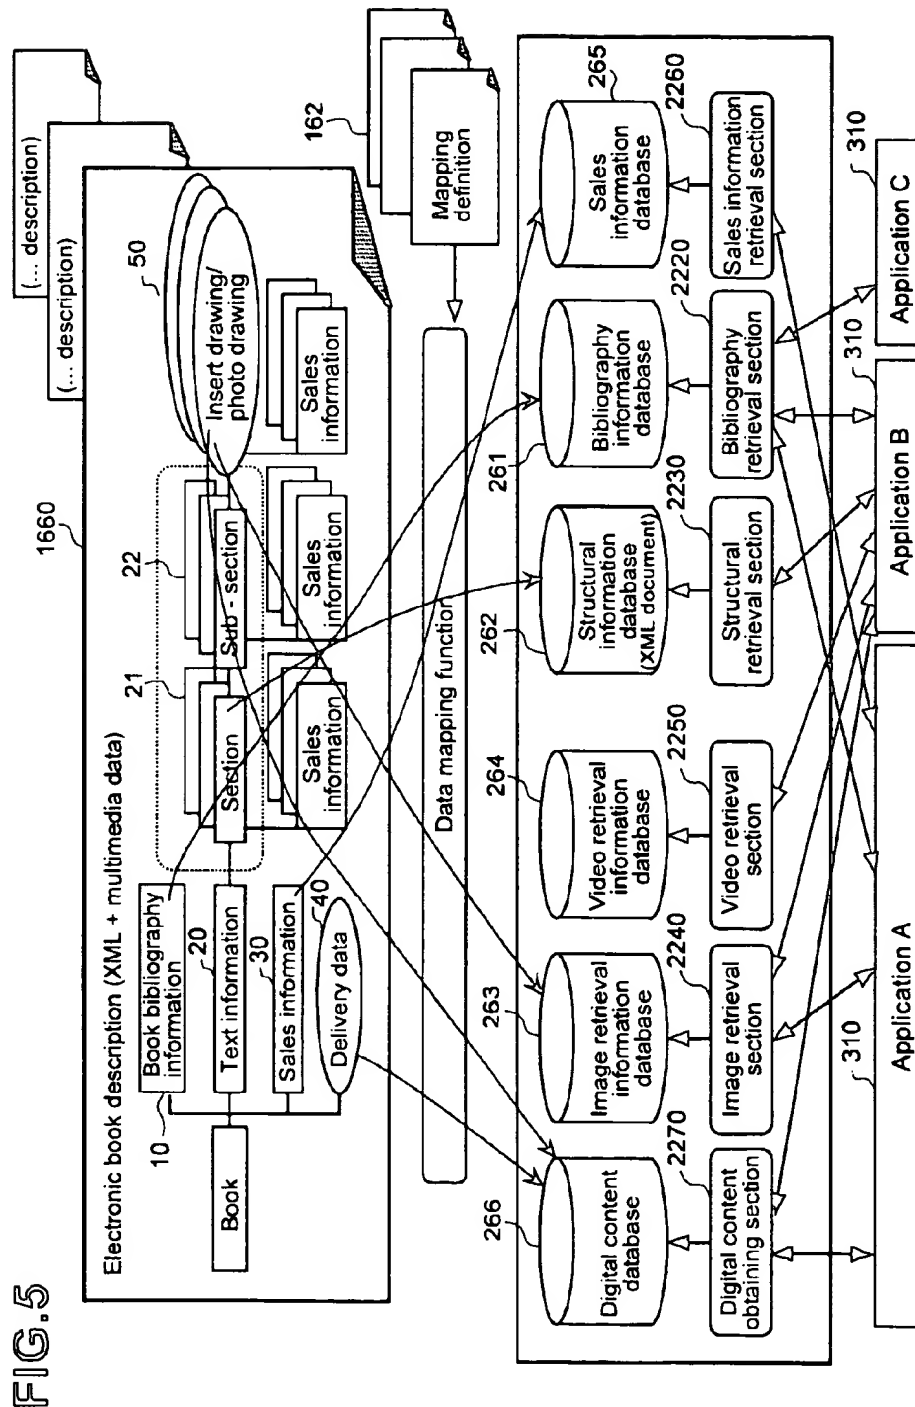 FIG.5
(... description)
(... description)
1660
Electronic book description (XML + multimedia data)
Book
10
Book bibliography
information
20
Text information
30
Sales information
40
Delivery data
21
Section
Sales
information
22
Sub - section
Sales
information
50
Insert drawing/
photo drawing
Sales
information
162
Mapping
definition
Data mapping function
266
Digital content
database
263
Image retrieval
information
database
264
Video retrieval
information
database
262
Structural
information
database
(XML document)
261
Bibliography
information
database
265
Sales
information
database
2270
Digital content
obtaining section
2240
Image retrieval
section
2250
Video retrieval
section
2230
Structural
retrieval section
2220
Bibliography
retrieval section
2260
Sales information
retrieval section
310
Application A
310
Application B
310
Application C